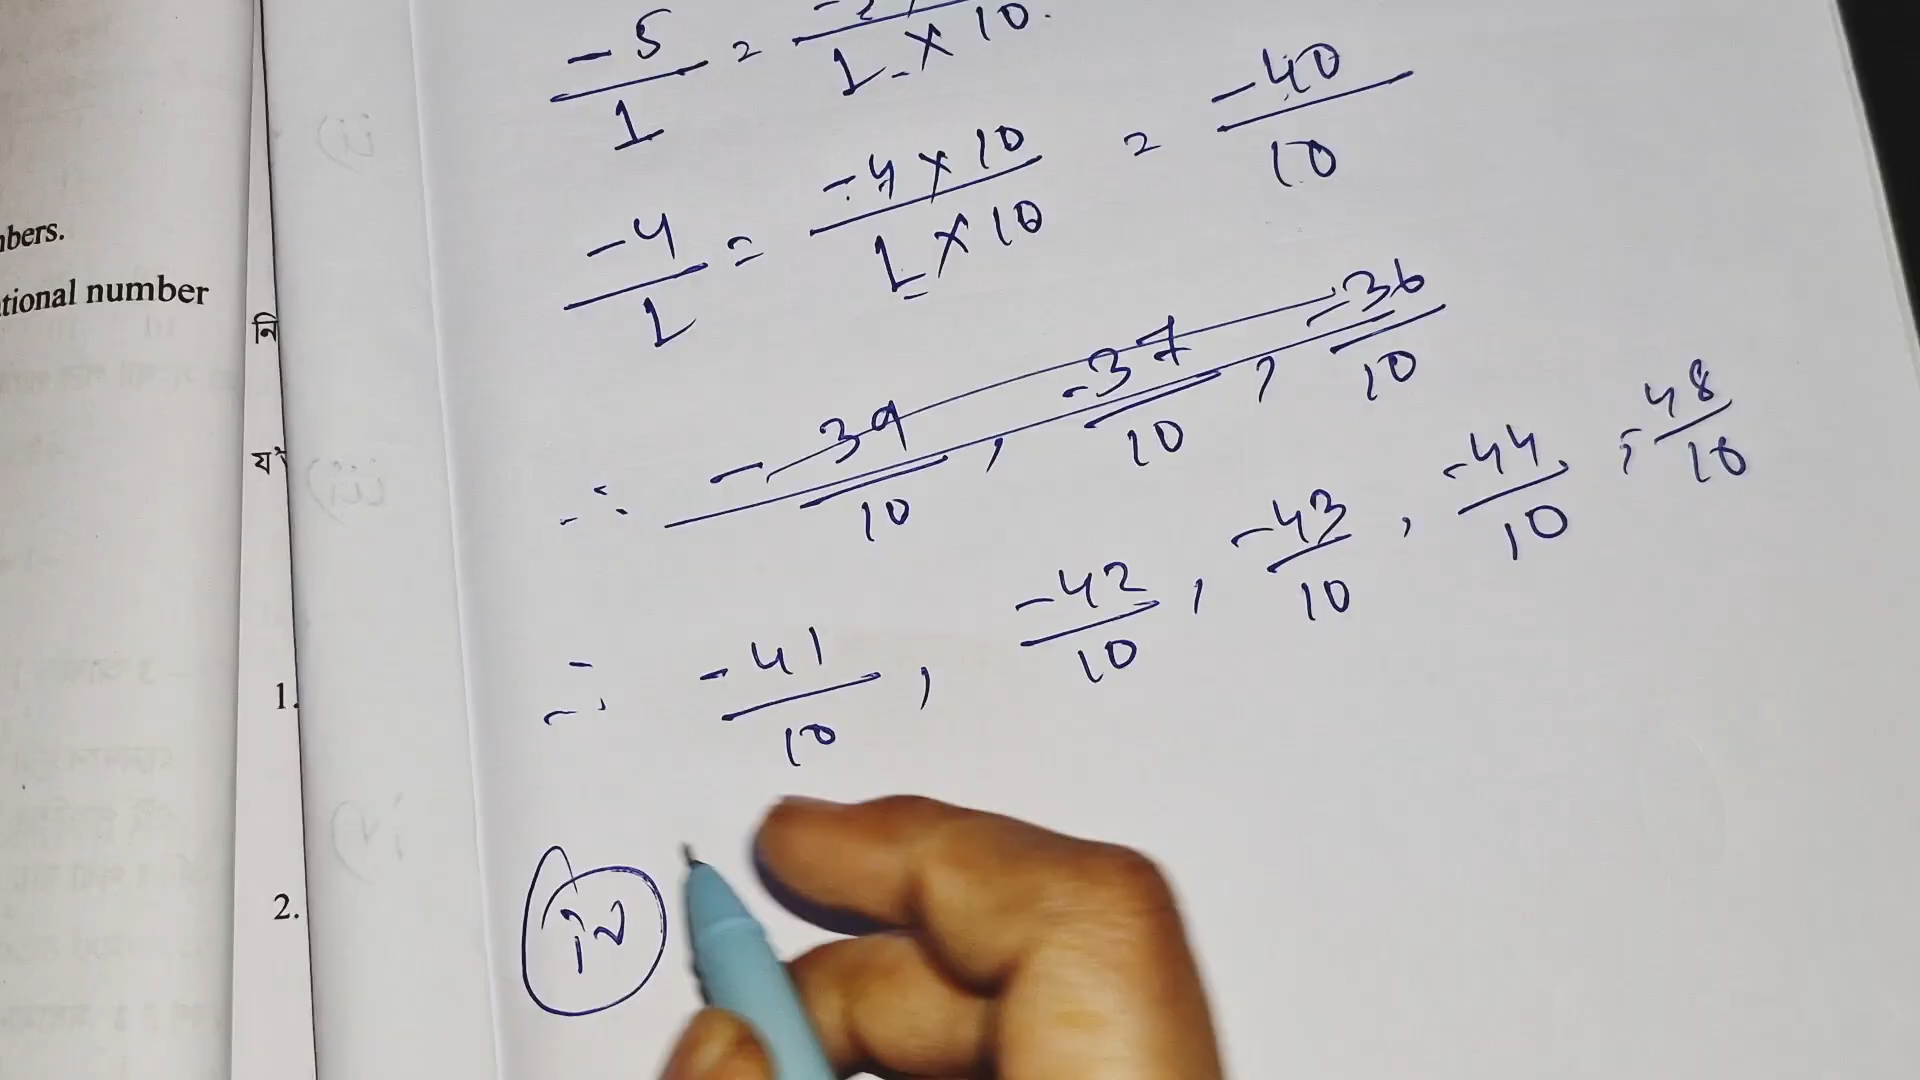 -5/1 =
1 × 10
-4/1 = -4 × 10 / 1 × 10 = -40/10
∴ -39/10 , -37/10 , -36/10
∴ -41/10 , -42/10 , -43/10 , -44/10 , 48/10
iv
bers.
tional number
নি
1.
2.